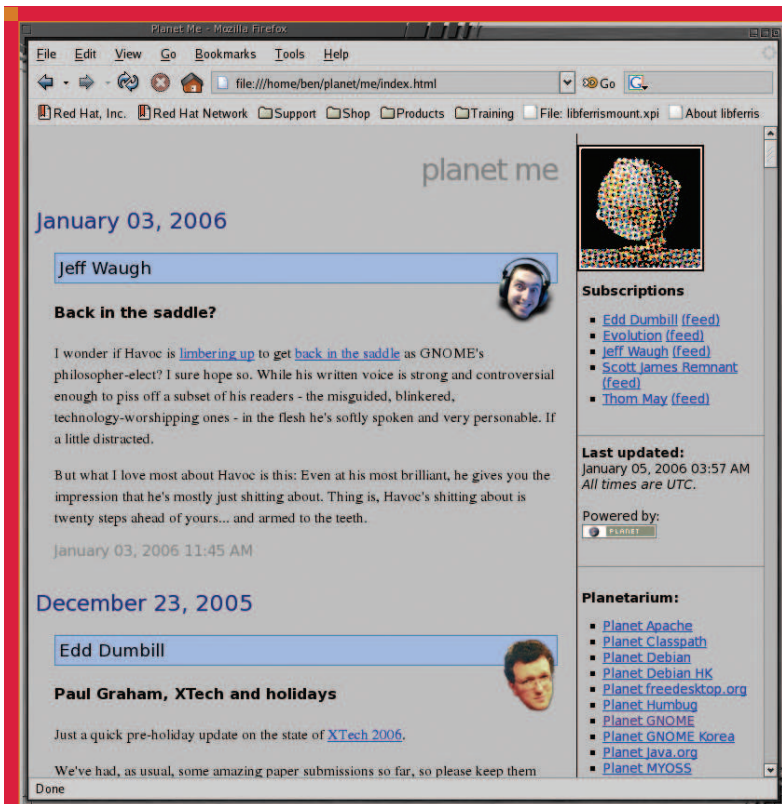 Planet Me - Mozilla Firefox
File Edit View Go Bookmarks Tools Help
file:///home/ben/planet/me/index.html Go G
Red Hat, Inc. Red Hat Network Support Shop Products Training File: libferrismount.xpi About libferris
planet me
January 03, 2006
Jeff Waugh
Back in the saddle?
I wonder if Havoc is limbering up to get back in the saddle as GNOME's
philosopher-elect? I sure hope so. While his written voice is strong and controversial
enough to piss off a subset of his readers - the misguided, blinkered,
technology-worshipping ones - in the flesh he's softly spoken and very personable. If
a little distracted.
But what I love most about Havoc is this: Even at his most brilliant, he gives you the
impression that he's mostly just shitting about. Thing is, Havoc's shitting about is
twenty steps ahead of yours... and armed to the teeth.
January 03, 2006 11:45 AM
December 23, 2005
Edd Dumbill
Paul Graham, XTech and holidays
Just a quick pre-holiday update on the state of XTech 2006.
We've had, as usual, some amazing paper submissions so far, so please keep them
Subscriptions
Edd Dumbill (feed)
Evolution (feed)
Jeff Waugh (feed)
Scott James Remnant
(feed)
Thom May (feed)
Last updated:
January 05, 2006 03:57 AM
All times are UTC.
Powered by:
PLANET
Planetarium:
Planet Apache
Planet Classpath
Planet Debian
Planet Debian HK
Planet freedesktop.org
Planet Humbug
Planet GNOME
Planet GNOME Korea
Planet Java.org
Planet MYOSS
Done